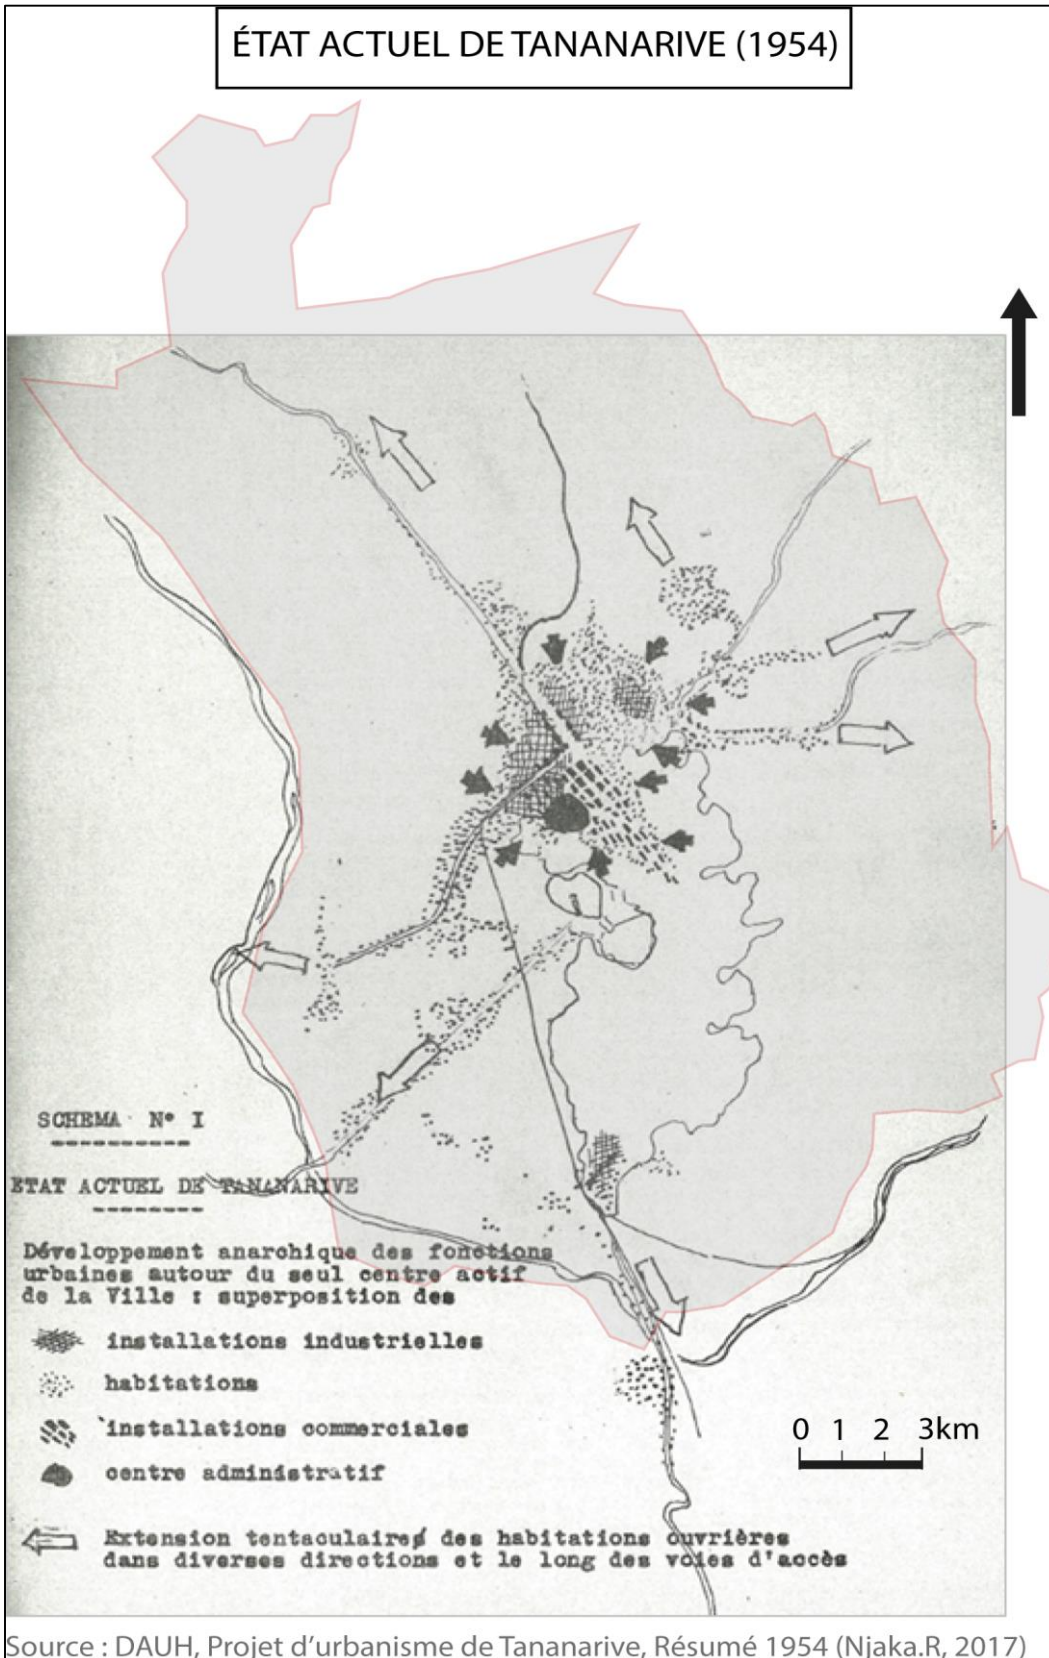 ÉTAT ACTUEL DE TANANARIVE (1954)
SCHEMA N° I
ETAT ACTUEL DE TANANARIVE
Développement anarchique des fonctions
urbaines autour du seul centre actif
de la Ville : superposition des
installations industrielles
habitations
installations commerciales
centre administratif
Extension tentaculaires des habitations ouvrières
dans diverses directions et le long des voies d'accès
0 1 2 3km
Source : DAUH, Projet d'urbanisme de Tananarive, Résumé 1954 (Njaka.R, 2017)